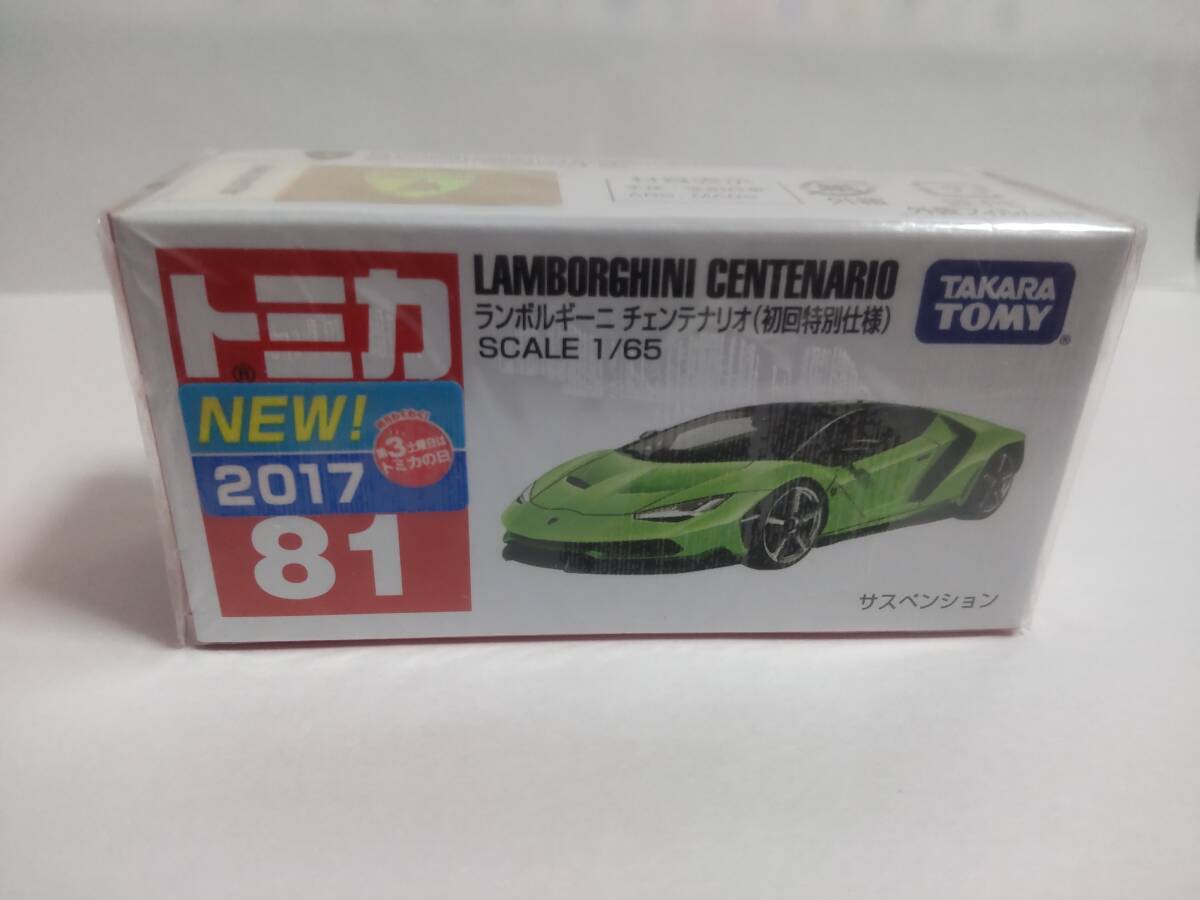 トミカ
®
NEW!
2017
第3土曜日は
トミカの日
81
LAMBORGHINI CENTENARIO
ランボルギーニ チェンテナリオ(初回特別仕様)
SCALE 1/65
TAKARA
TOMY®
サスペンション